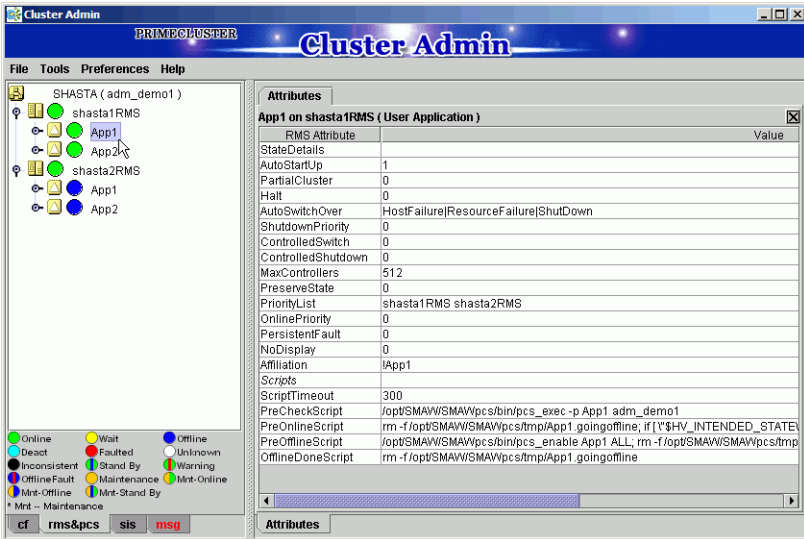 Cluster Admin
PRIMECLUSTER
Cluster Admin
File Tools Preferences Help
SHASTA ( adm_demo1 )
shasta1RMS
App1
App2
shasta2RMS
App1
App2
Online Wait Offline
Deact Faulted Unknown
Inconsistent Stand By Warning
OfflineFault Maintenance Mnt-Online
Mnt-Offline Mnt-Stand By
* Mnt -- Maintenance
cf rms&pcs sis msg
Attributes
App1 on shasta1RMS ( User Application )
RMS Attribute Value
StateDetails
AutoStartUp 1
PartialCluster 0
Halt 0
AutoSwitchOver HostFailure|ResourceFailure|ShutDown
ShutdownPriority 0
ControlledSwitch 0
ControlledShutdown 0
MaxControllers 512
PreserveState 0
PriorityList shasta1RMS shasta2RMS
OnlinePriority 0
PersistentFault 0
NoDisplay 0
Affiliation !App1
Scripts
ScriptTimeout 300
PreCheckScript /opt/SMAW/SMAWpcs/bin/pcs_exec -p App1 adm_demo1
PreOnlineScript rm -f /opt/SMAW/SMAWpcs/tmp/App1.goingoffline; if [ \"$HV_INTENDED_STATE\
PreOfflineScript /opt/SMAW/SMAWpcs/bin/pcs_enable App1 ALL; rm -f /opt/SMAW/SMAWpcs/tmp
OfflineDoneScript rm -f /opt/SMAW/SMAWpcs/tmp/App1.goingoffline
Attributes